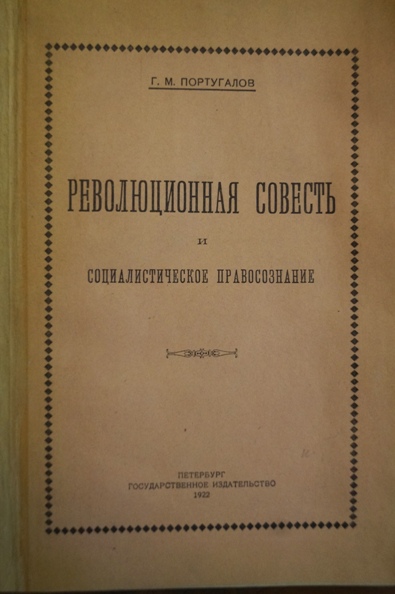 Г. М. ПОРТУГАЛОВ
РЕВОЛЮЦИОННАЯ СОВЕСТЬ
И
СОЦИАЛИСТИЧЕСКОЕ ПРАВОСОЗНАНИЕ
ПЕТЕРБУРГ
ГОСУДАРСТВЕННОЕ ИЗДАТЕЛЬСТВО
1922